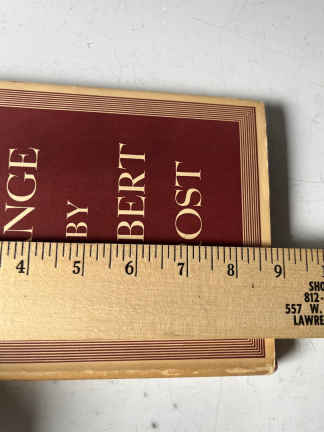 NGE
BY
BERT
OST
4 5 6 7 8 9
SHO
812-
557 W.
LAWRE